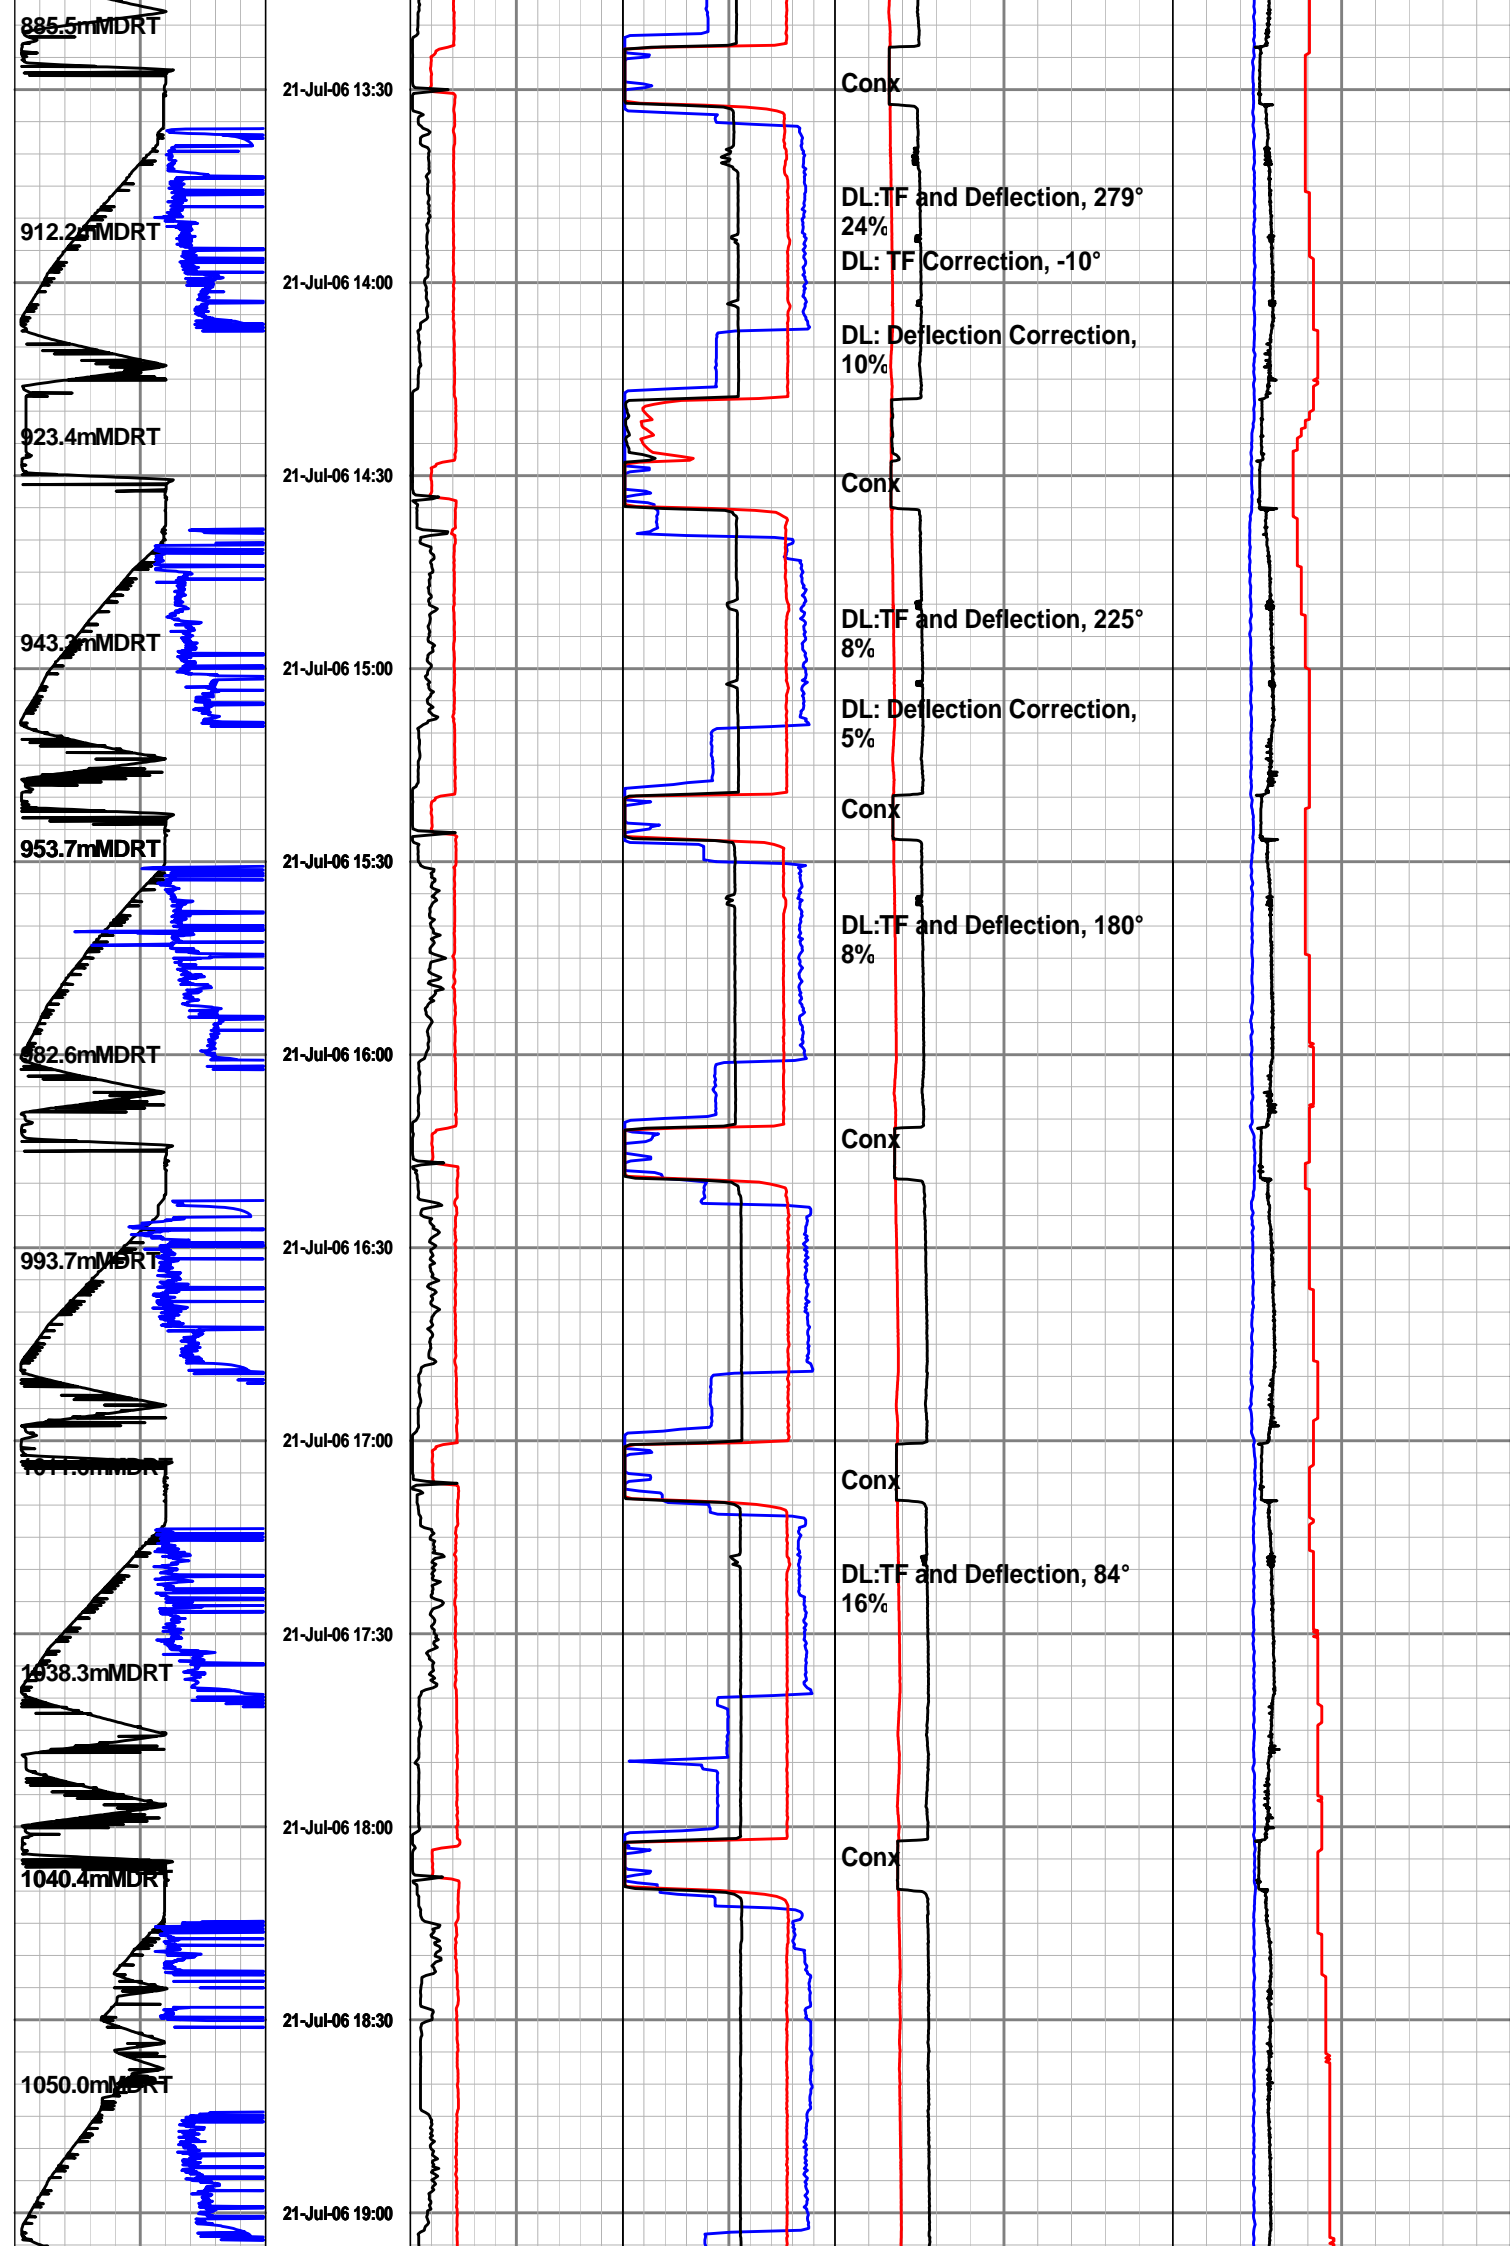 885.5mMDRT
21-Jul-06 13:30
Conx
DL:TF and Deflection, 279°
24%
912.2mMDRT
DL: TF Correction, -10°
21-Jul-06 14:00
DL: Deflection Correction,
10%
923.4mMDRT
21-Jul-06 14:30
Conx
DL:TF and Deflection, 225°
8%
943.3mMDRT
21-Jul-06 15:00
DL: Deflection Correction,
5%
Conx
953.7mMDRT
21-Jul-06 15:30
DL:TF and Deflection, 180°
8%
982.6mMDRT
21-Jul-06 16:00
Conx
21-Jul-06 16:30
993.7mMDRT
21-Jul-06 17:00
Conx
DL:TF and Deflection, 84°
16%
21-Jul-06 17:30
1038.3mMDRT
21-Jul-06 18:00
Conx
1040.4mMDRT
21-Jul-06 18:30
1050.0mMDRT
21-Jul-06 19:00